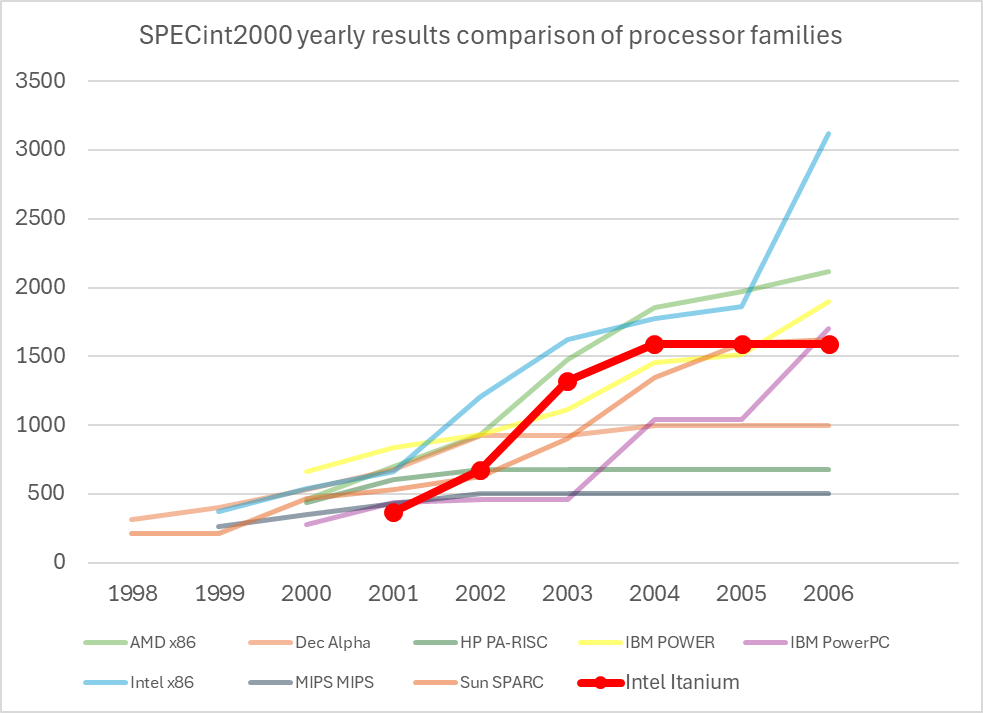 SPECint2000 yearly results comparison of processor families
3500
3000
2500
2000
1500
1000
500
0
1998 1999 2000 2001 2002 2003 2004 2005 2006
AMD x86 Dec Alpha HP PA-RISC IBM POWER IBM PowerPC
Intel x86 MIPS MIPS Sun SPARC Intel Itanium